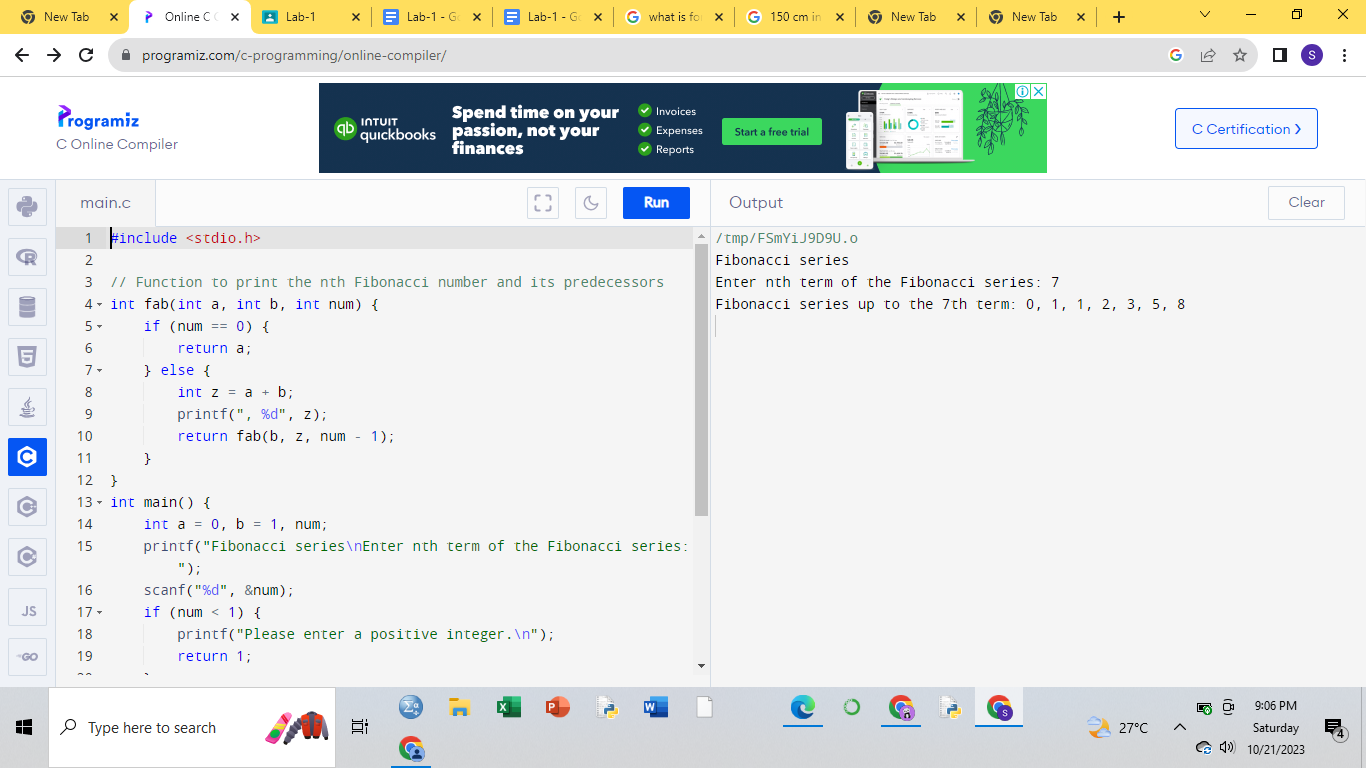 New Tab
Online C C
Lab-1
Lab-1 - Go
Lab-1 - Go
what is fo
150 cm in
New Tab
New Tab
programiz.com/c-programming/online-compiler/
S
Programiz
C Online Compiler
INTUIT
quickbooks
Spend time on your
passion, not your
finances
Invoices
Expenses
Reports
Start a free trial
C Certification
main.c
Run
Output
Clear
1 #include <stdio.h>
2
3 // Function to print the nth Fibonacci number and its predecessors
4 int fab(int a, int b, int num) {
5 if (num == 0) {
6 return a;
7 } else {
8 int z = a + b;
9 printf(", %d", z);
10 return fab(b, z, num - 1);
11 }
12 }
13 int main() {
14 int a = 0, b = 1, num;
15 printf("Fibonacci series\nEnter nth term of the Fibonacci series:
");
16 scanf("%d", &num);
17 if (num < 1) {
18 printf("Please enter a positive integer.\n");
19 return 1;
/tmp/FSmYiJ9D9U.o
Fibonacci series
Enter nth term of the Fibonacci series: 7
Fibonacci series up to the 7th term: 0, 1, 1, 2, 3, 5, 8
JS
GO
Type here to search
27°C
9:06 PM
Saturday
10/21/2023
4